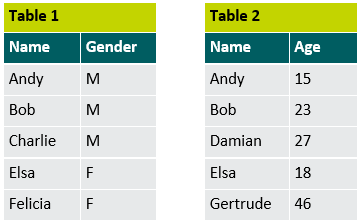 Table 1
Name Gender
Andy M
Bob M
Charlie M
Elsa F
Felicia F
Table 2
Name Age
Andy 15
Bob 23
Damian 27
Elsa 18
Gertrude 46